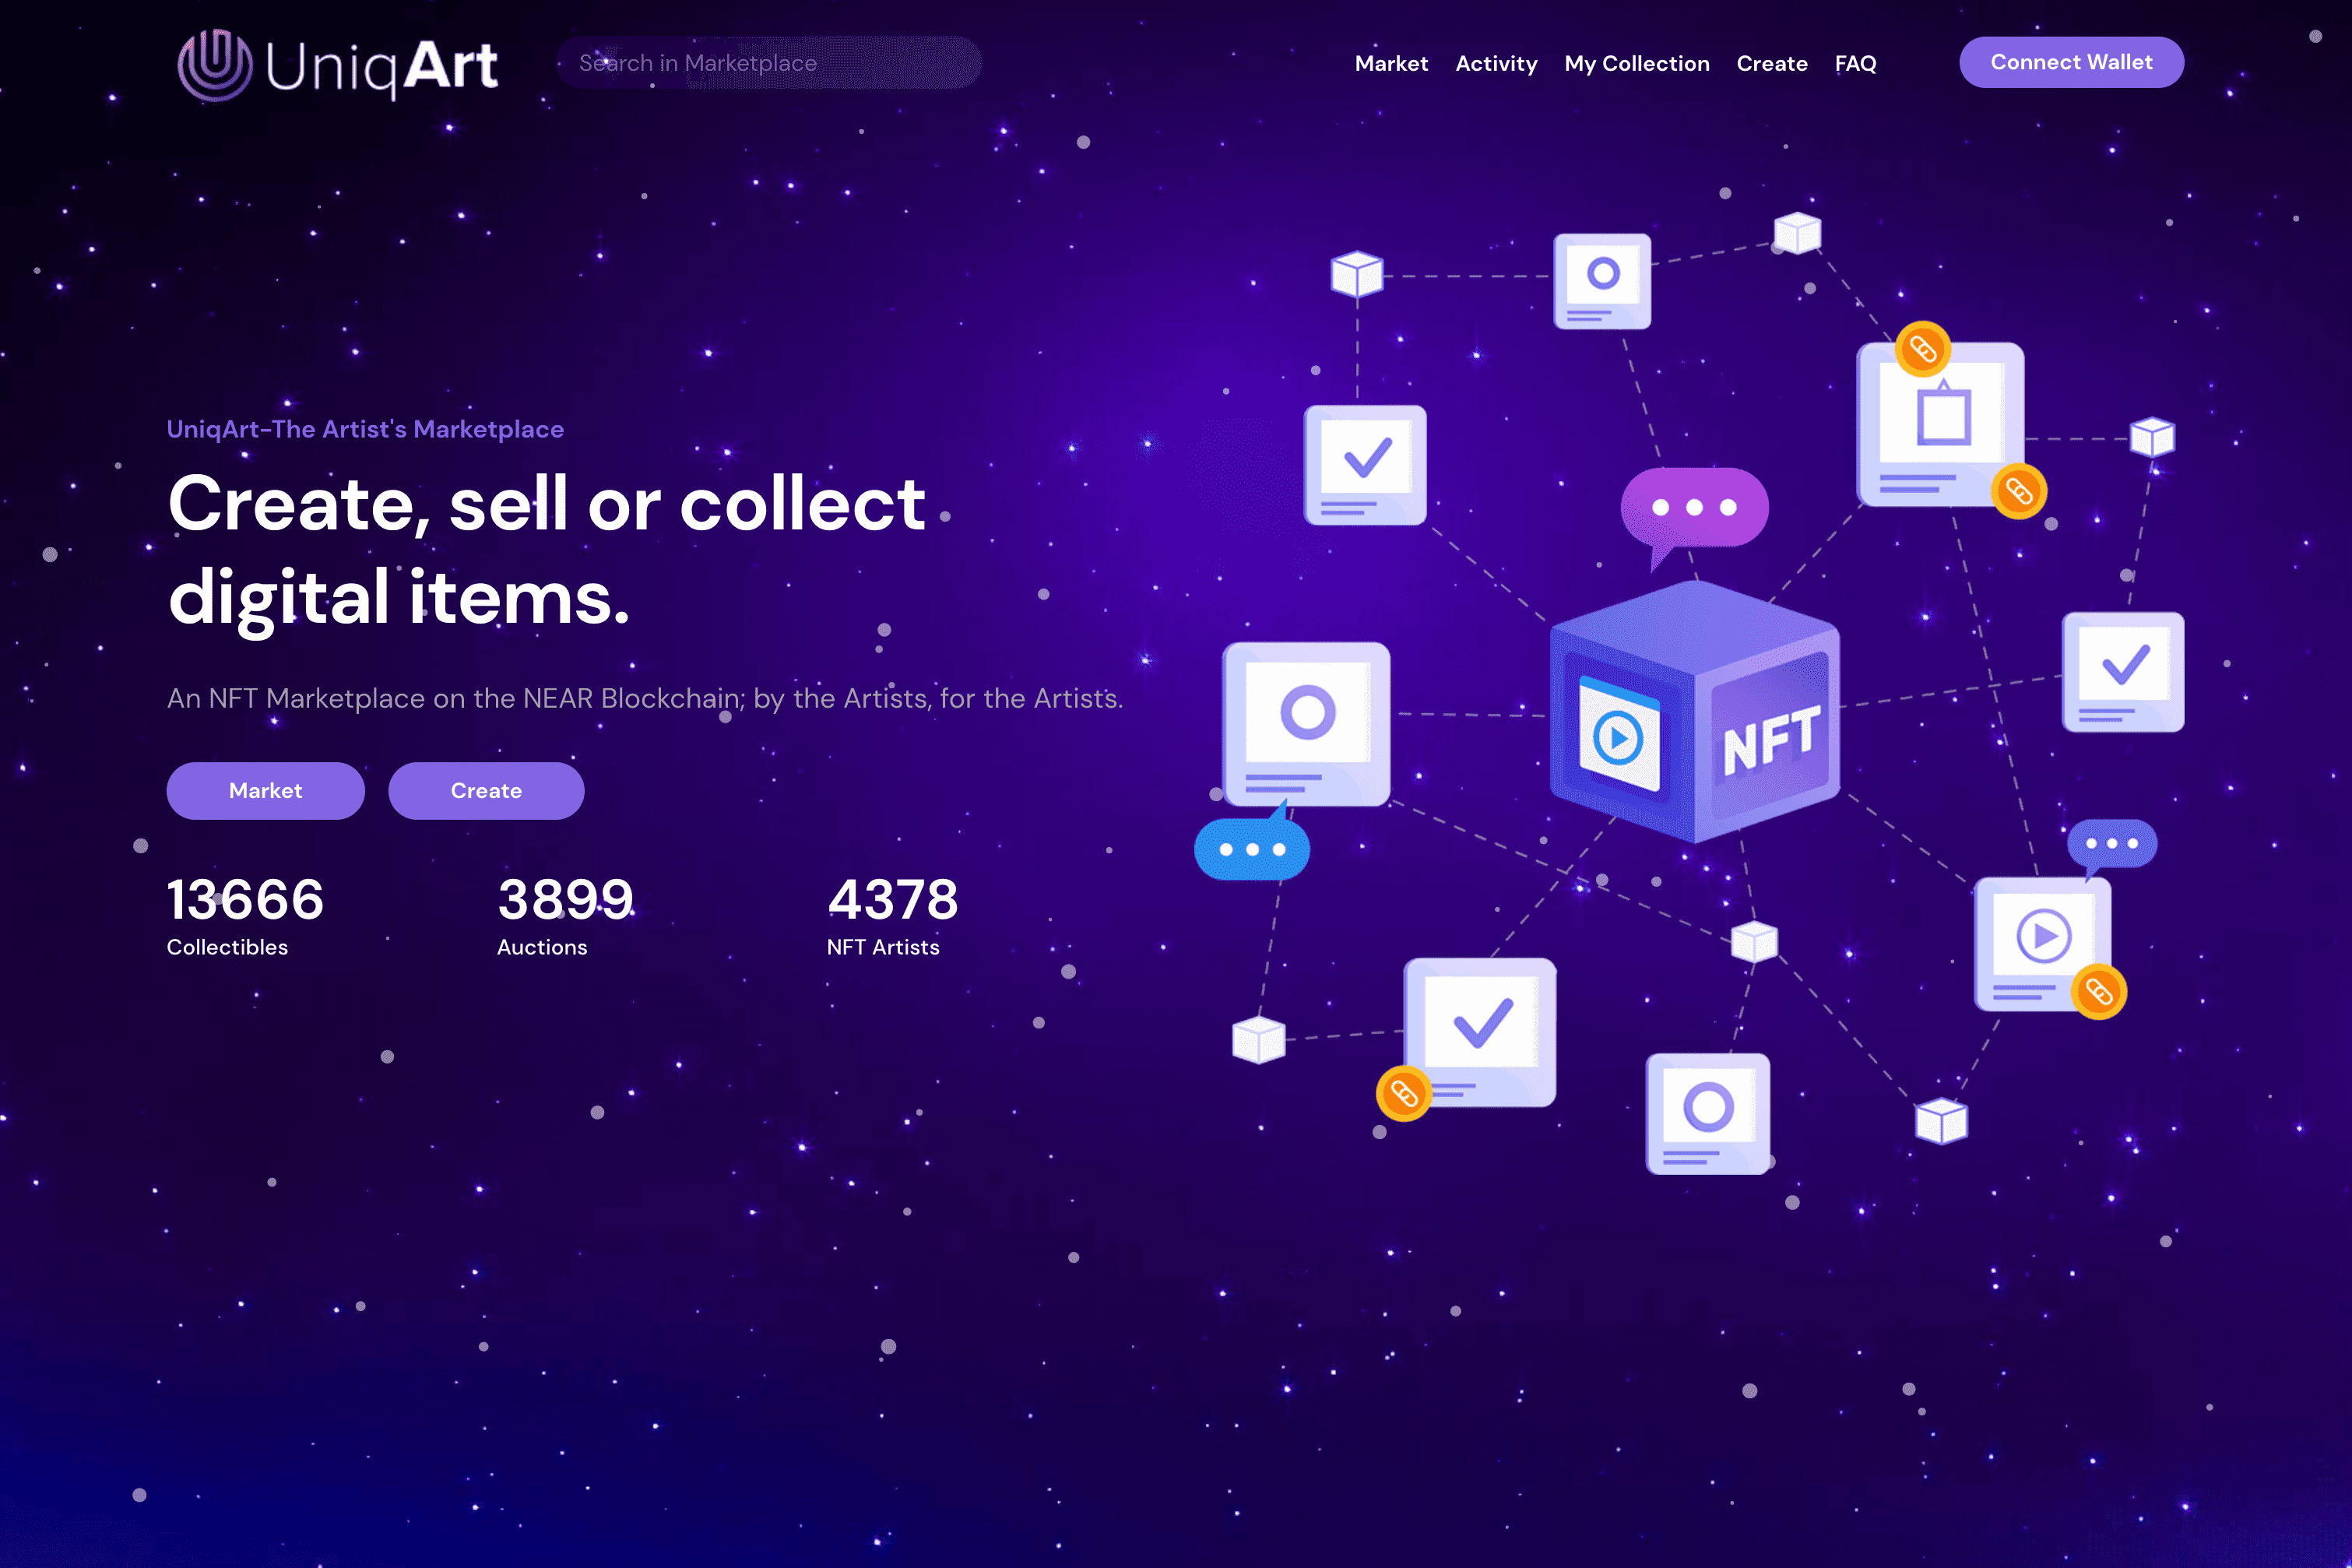 UniqArt
Search in Marketplace
Market
Activity
My Collection
Create
FAQ
Connect Wallet
UniqArt-The Artist's Marketplace
Create, sell or collect
digital items.
An NFT Marketplace on the NEAR Blockchain; by the Artists, for the Artists.
Market
Create
13666
Collectibles
3899
Auctions
4378
NFT Artists
NFT